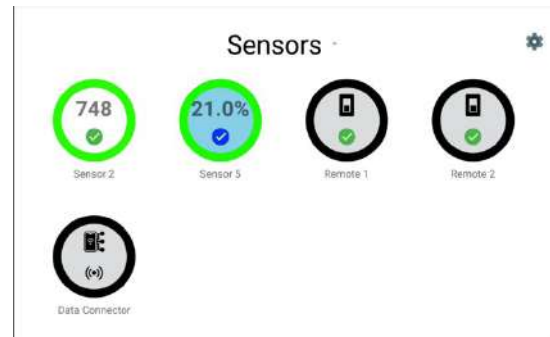 Sensors
748
21.0%
Sensor 2
Sensor 5
Remote 1
Remote 2
Data Connector